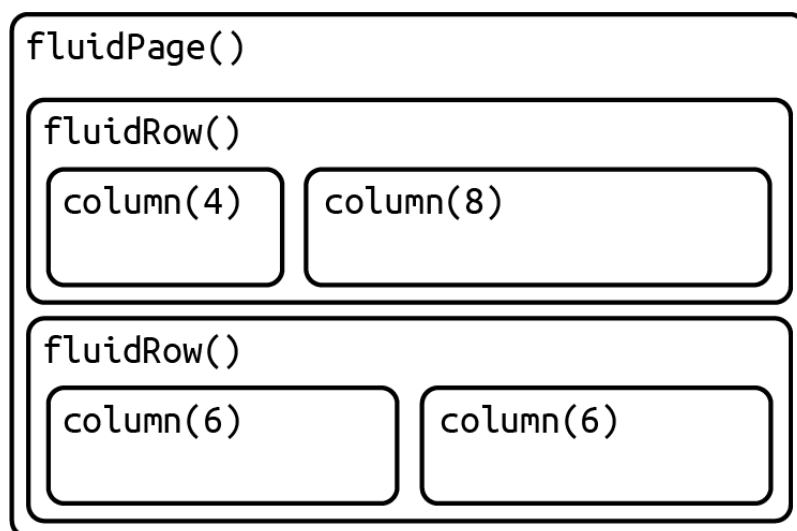 fluidPage()
fluidRow()
column(4) column(8)
fluidRow()
column(6) column(6)